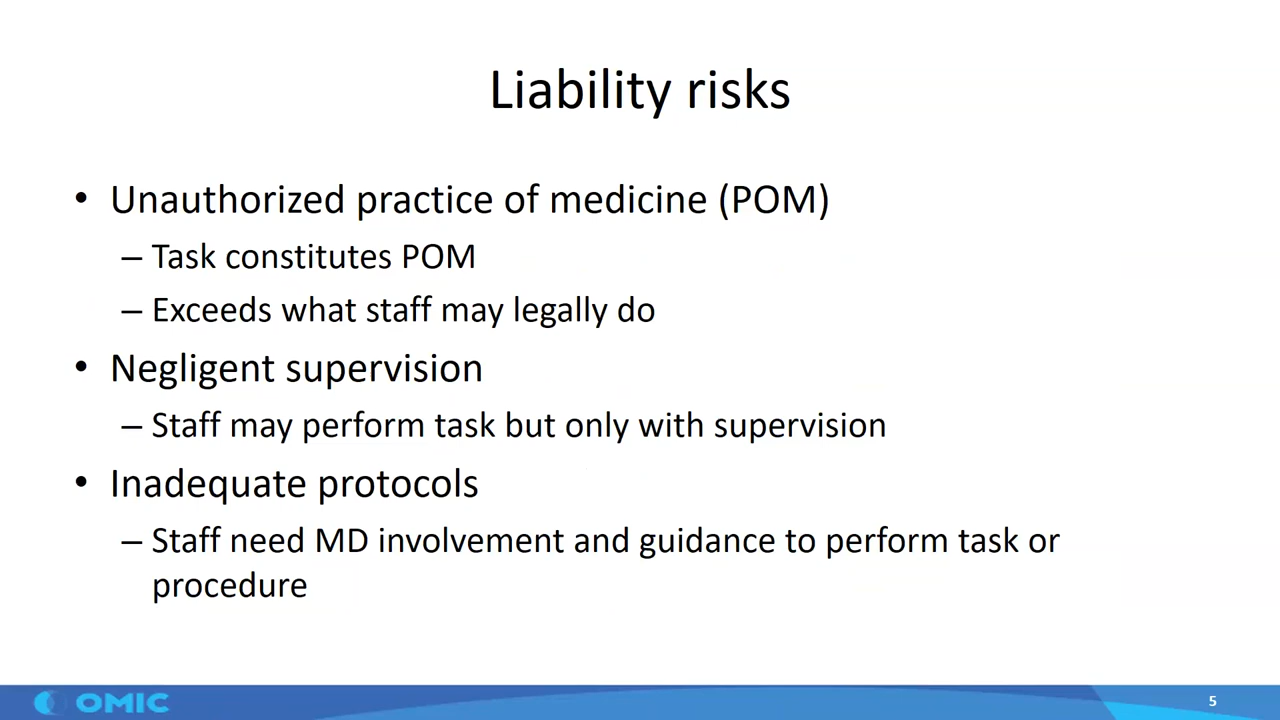 Liability risks
• Unauthorized practice of medicine (POM)
– Task constitutes POM
– Exceeds what staff may legally do
• Negligent supervision
– Staff may perform task but only with supervision
• Inadequate protocols
– Staff need MD involvement and guidance to perform task or
procedure
OMIC
5